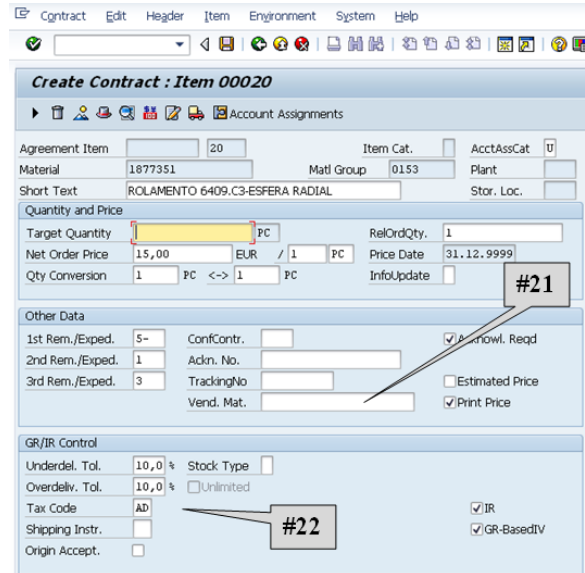 Contract Edit Header Item Environment System Help
Create Contract : Item 00020
Account Assignments
Agreement Item 20 Item Cat. AcctAssCat U
Material 1877351 Matl Group 0153 Plant
Short Text ROLAMENTO 6409.C3-ESFERA RADIAL Stor. Loc.
Quantity and Price
Target Quantity PC RelOrdQty. 1
Net Order Price 15,00 EUR / 1 PC Price Date 31.12.9999
Qty Conversion 1 PC <-> 1 PC InfoUpdate
#21
Other Data
1st Rem./Exped. 5- ConfContr. Acknowl. Reqd
2nd Rem./Exped. 1 Ackn. No.
3rd Rem./Exped. 3 TrackingNo Estimated Price
Vend. Mat. Print Price
GR/IR Control
Underdel. Tol. 10,0 % Stock Type
Overdeliv. Tol. 10,0 % Unlimited
Tax Code AD IR
Shipping Instr. #22 GR-BasedIV
Origin Accept.